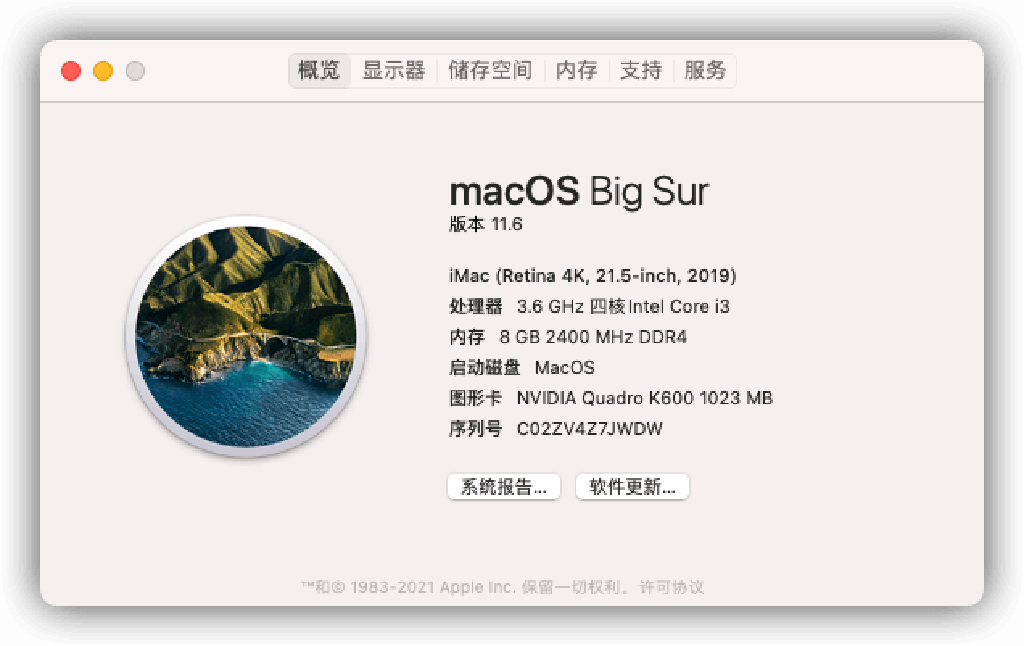 概览 显示器 储存空间 内存 支持 服务
macOS Big Sur
版本 11.6
iMac (Retina 4K, 21.5-inch, 2019)
处理器 3.6 GHz 四核Intel Core i3
内存 8 GB 2400 MHz DDR4
启动磁盘 MacOS
图形卡 NVIDIA Quadro K600 1023 MB
序列号 C02ZV4Z7JWDW
系统报告... 软件更新...
™和© 1983-2021 Apple Inc. 保留一切权利。 许可协议